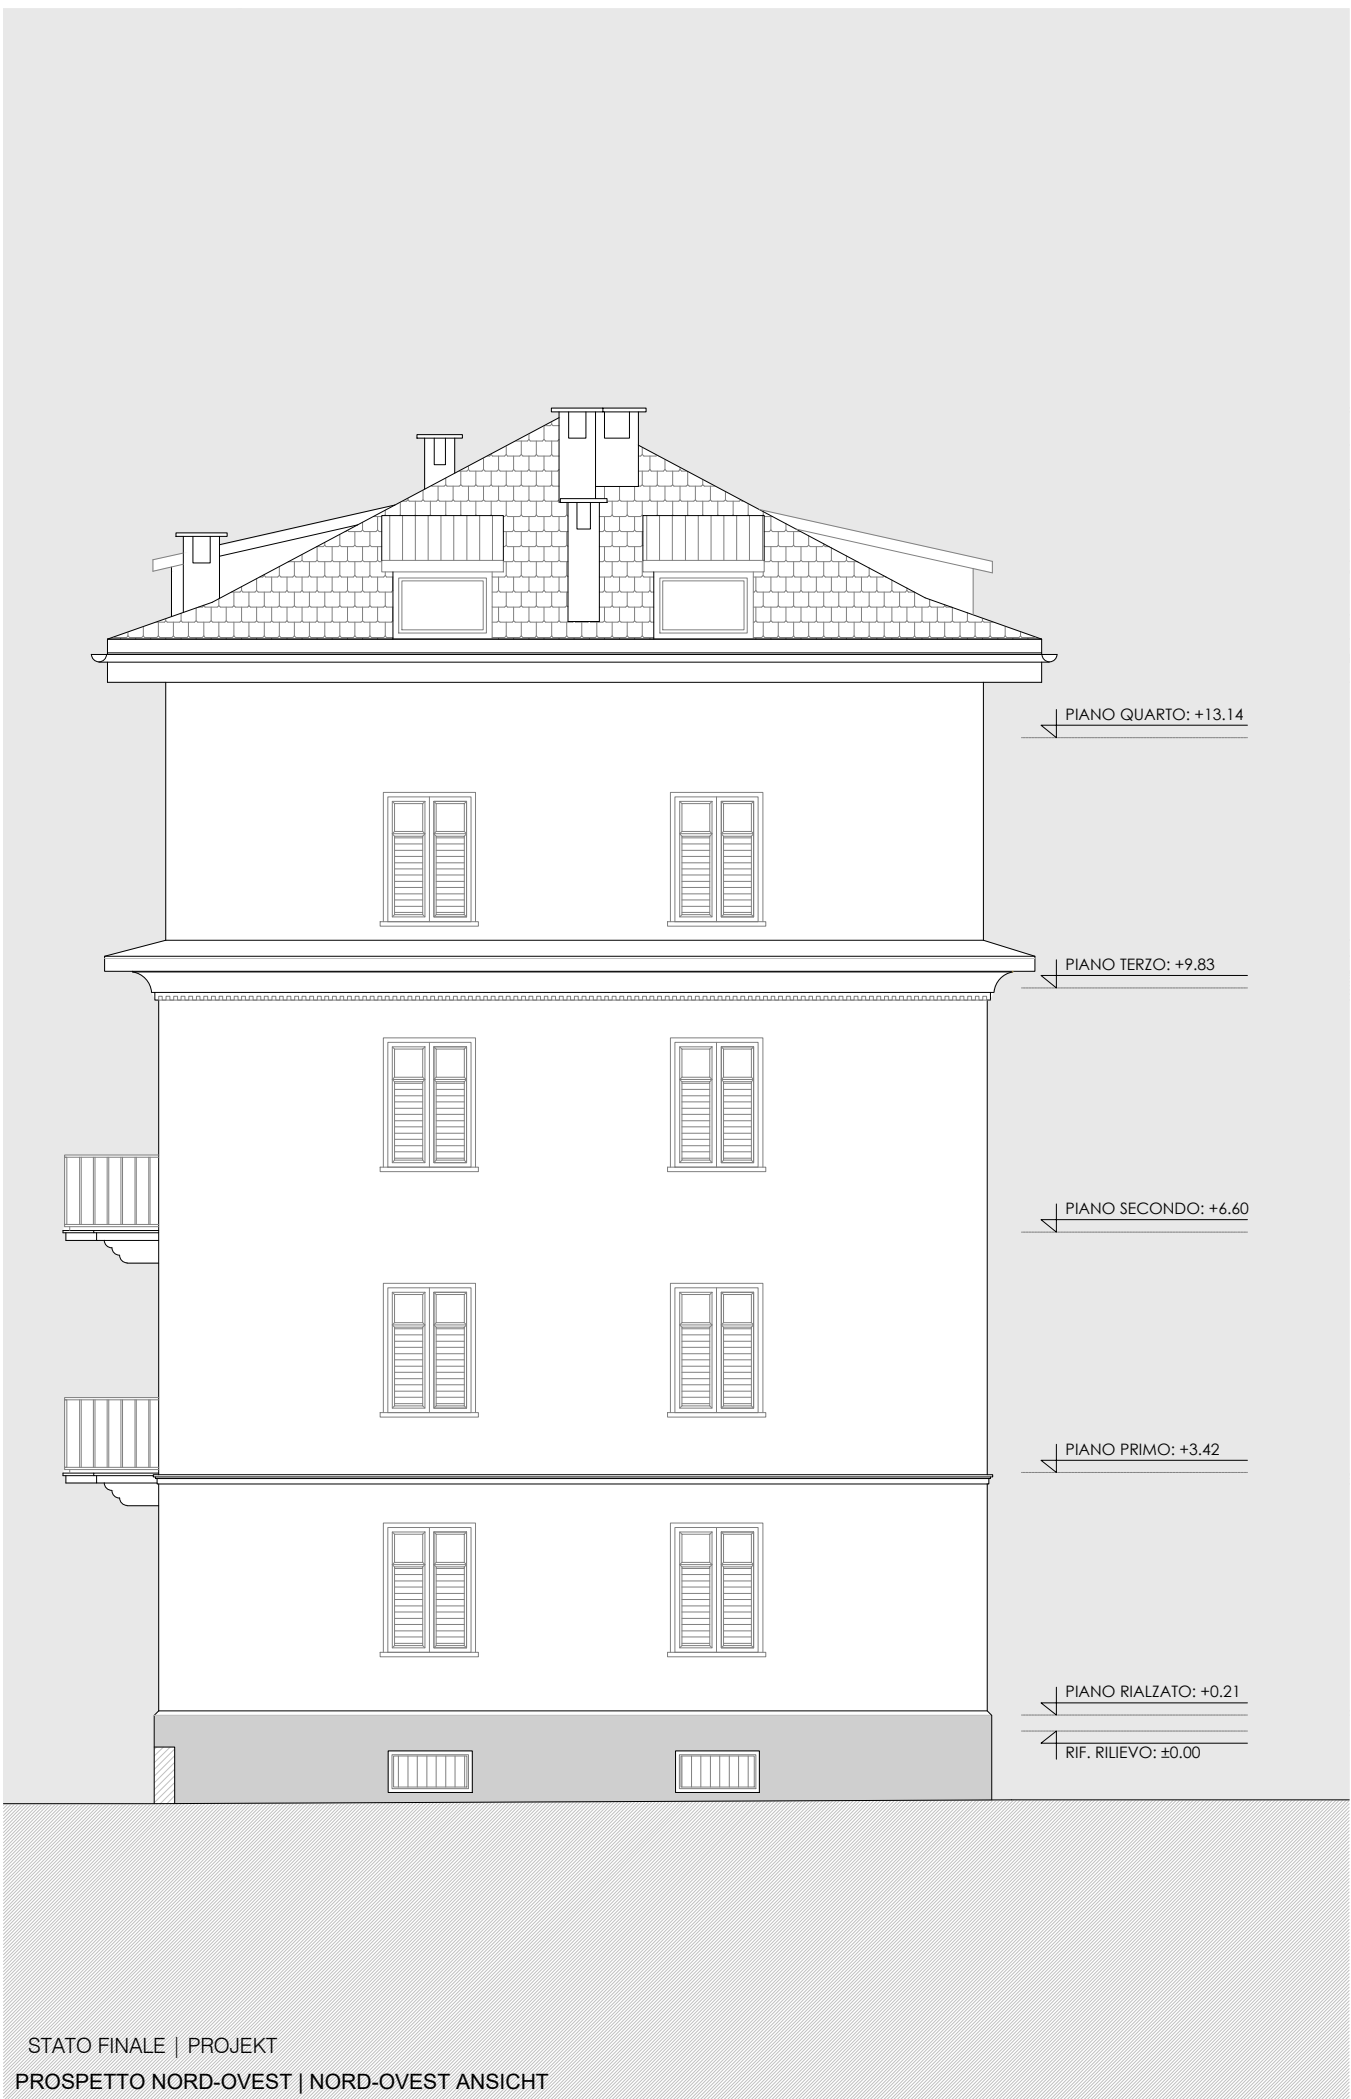 PIANO QUARTO: +13.14
PIANO TERZO: +9.83
PIANO SECONDO: +6.60
PIANO PRIMO: +3.42
PIANO RIALZATO: +0.21
RIF. RILIEVO: ±0.00
STATO FINALE | PROJEKT
PROSPETTO NORD-OVEST | NORD-OVEST ANSICHT